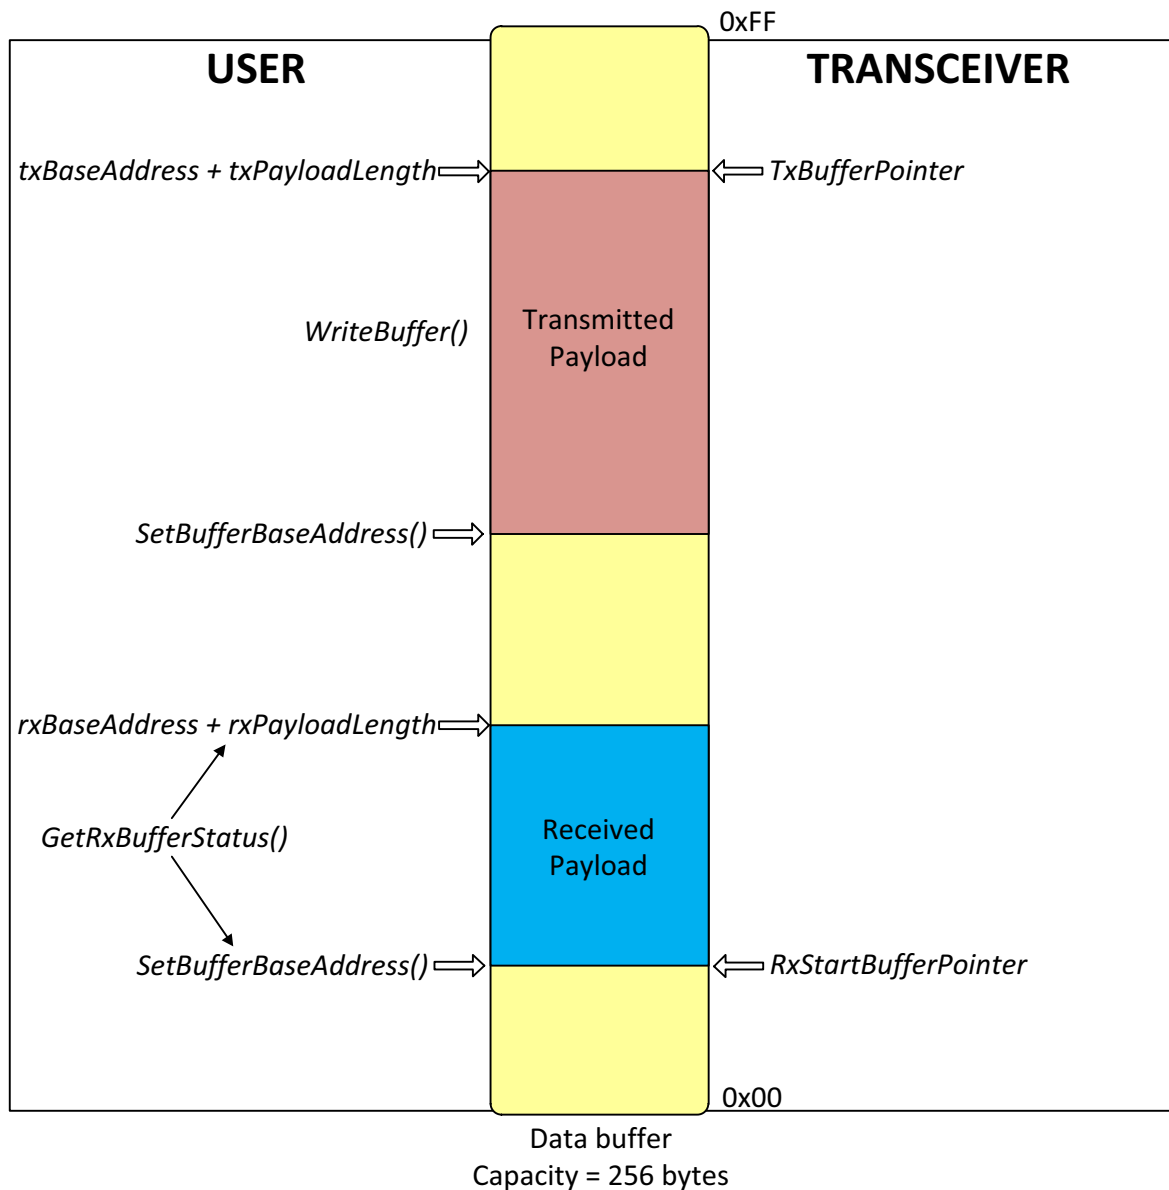 0xFF
USER
TRANSCEIVER
txBaseAddress + txPayloadLength
TxBufferPointer
Transmitted
Payload
WriteBuffer()
SetBufferBaseAddress()
rxBaseAddress + rxPayloadLength
GetRxBufferStatus()
Received
Payload
SetBufferBaseAddress()
RxStartBufferPointer
0x00
Data buffer
Capacity = 256 bytes